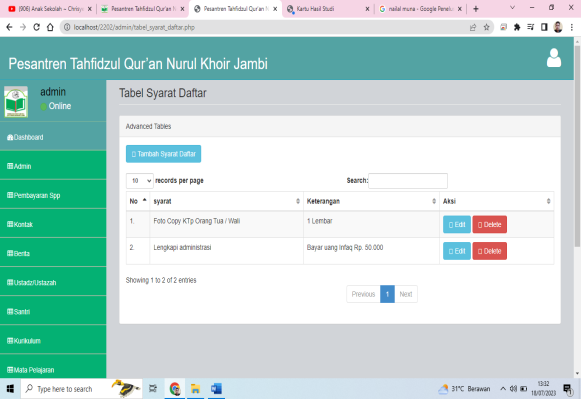 (906) Anak Sekolah ~ Chrisye
Pesantren Tahfidzul Qur'an N
Pesantren Tahfidzul Qur'an N
Kartu Hasil Studi
nailal muna - Google Penelu
localhost/2202/admin/tabel_syarat_daftar.php
Pesantren Tahfidzul Qur'an Nurul Khoir Jambi
admin
Online
Tabel Syarat Daftar
Dashboard
Admin
Pembayaran Spp
Kontak
Berita
Ustadz/Ustazah
Santri
Kurikulum
Mata Pelajaran
Advanced Tables
Tambah Syarat Daftar
10 records per page Search:
No syarat Keterangan Aksi
1. Foto Copy KTp Orang Tua / Wali 1 Lembar Edit Delete
2. Lengkapi administrasi Bayar uang Infaq Rp. 50.000 Edit Delete
Showing 1 to 2 of 2 entries
Previous 1 Next
Type here to search
31°C Berawan
13:32
18/07/2023